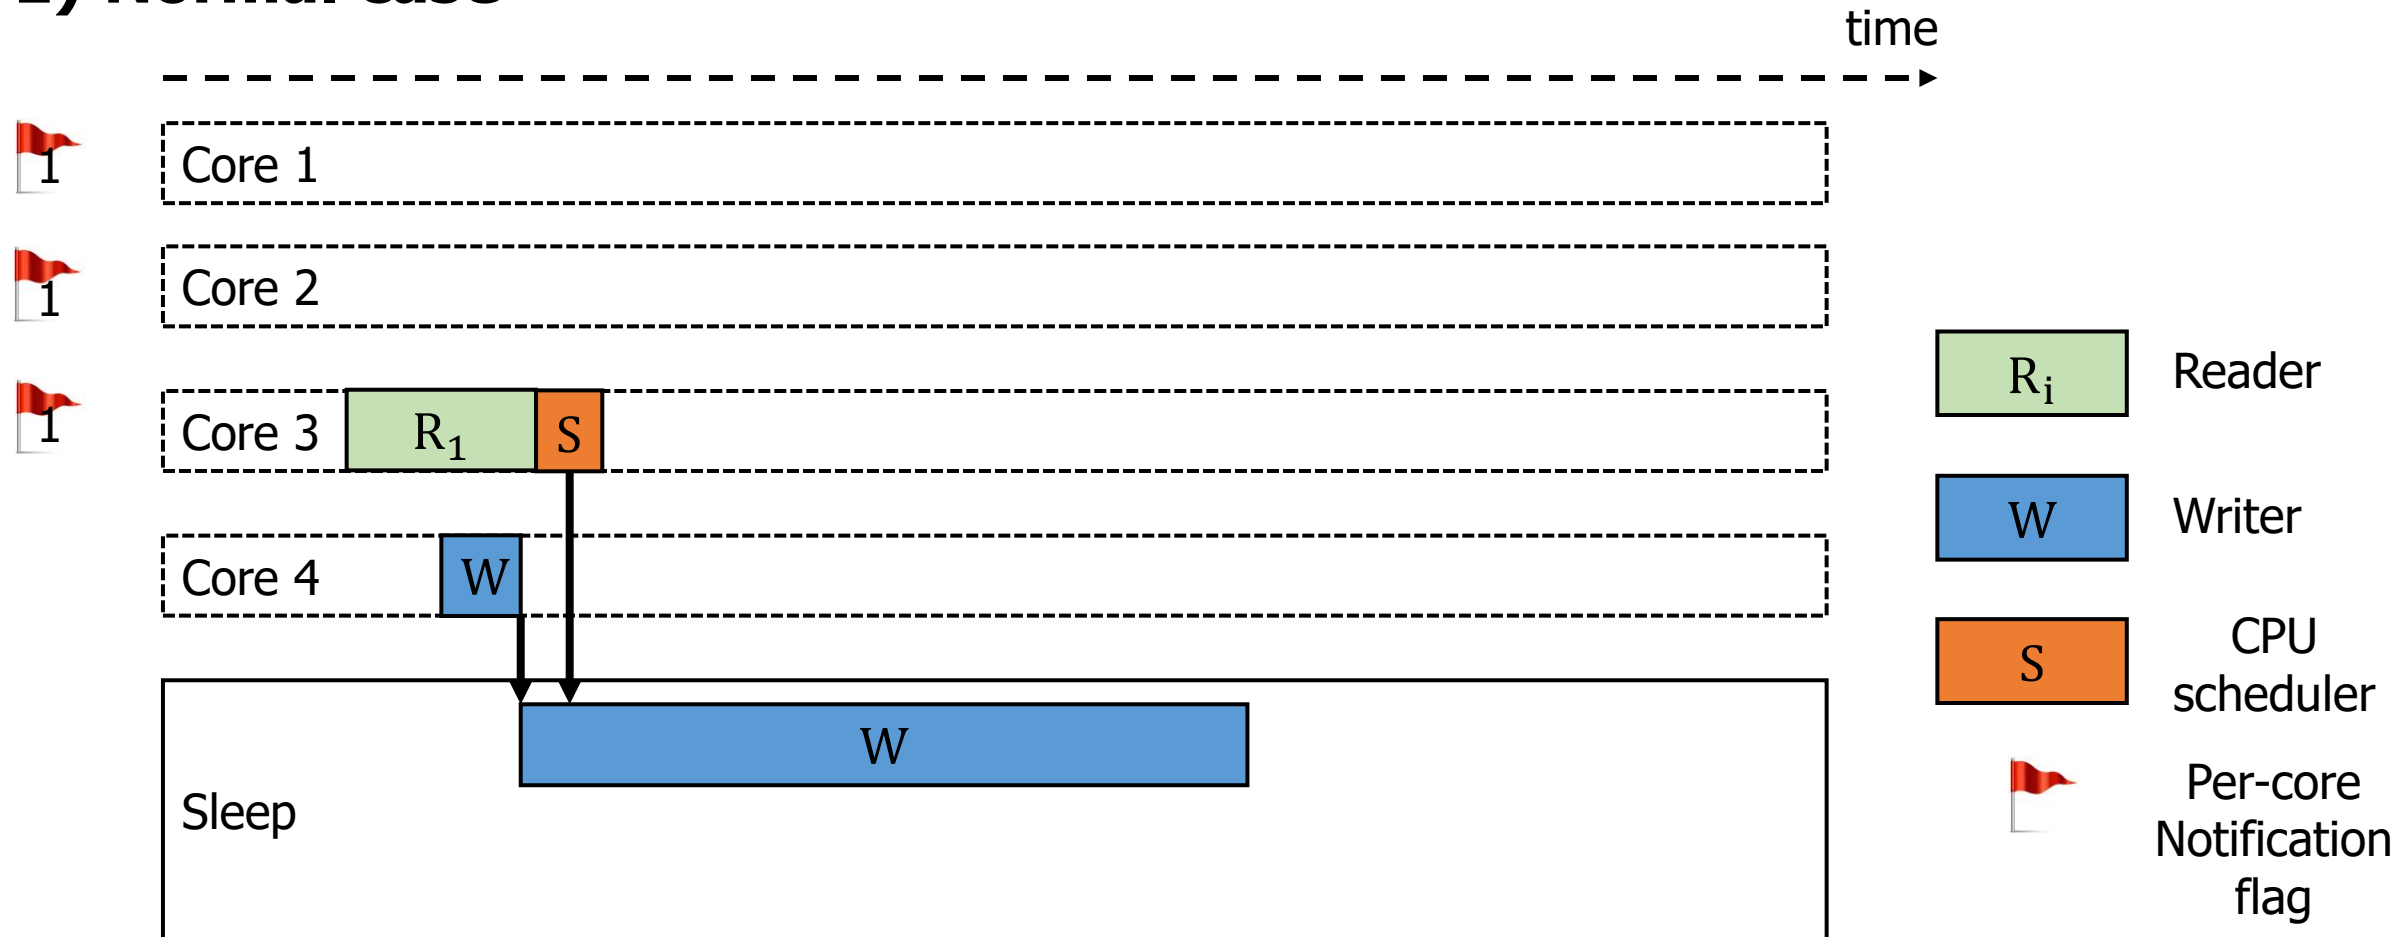 time
1
Core 1
1
Core 2
1
Core 3
R₁
S
Core 4
W
W
Sleep
Rᵢ
Reader
W
Writer
S
CPU
scheduler
Per-core
Notification
flag